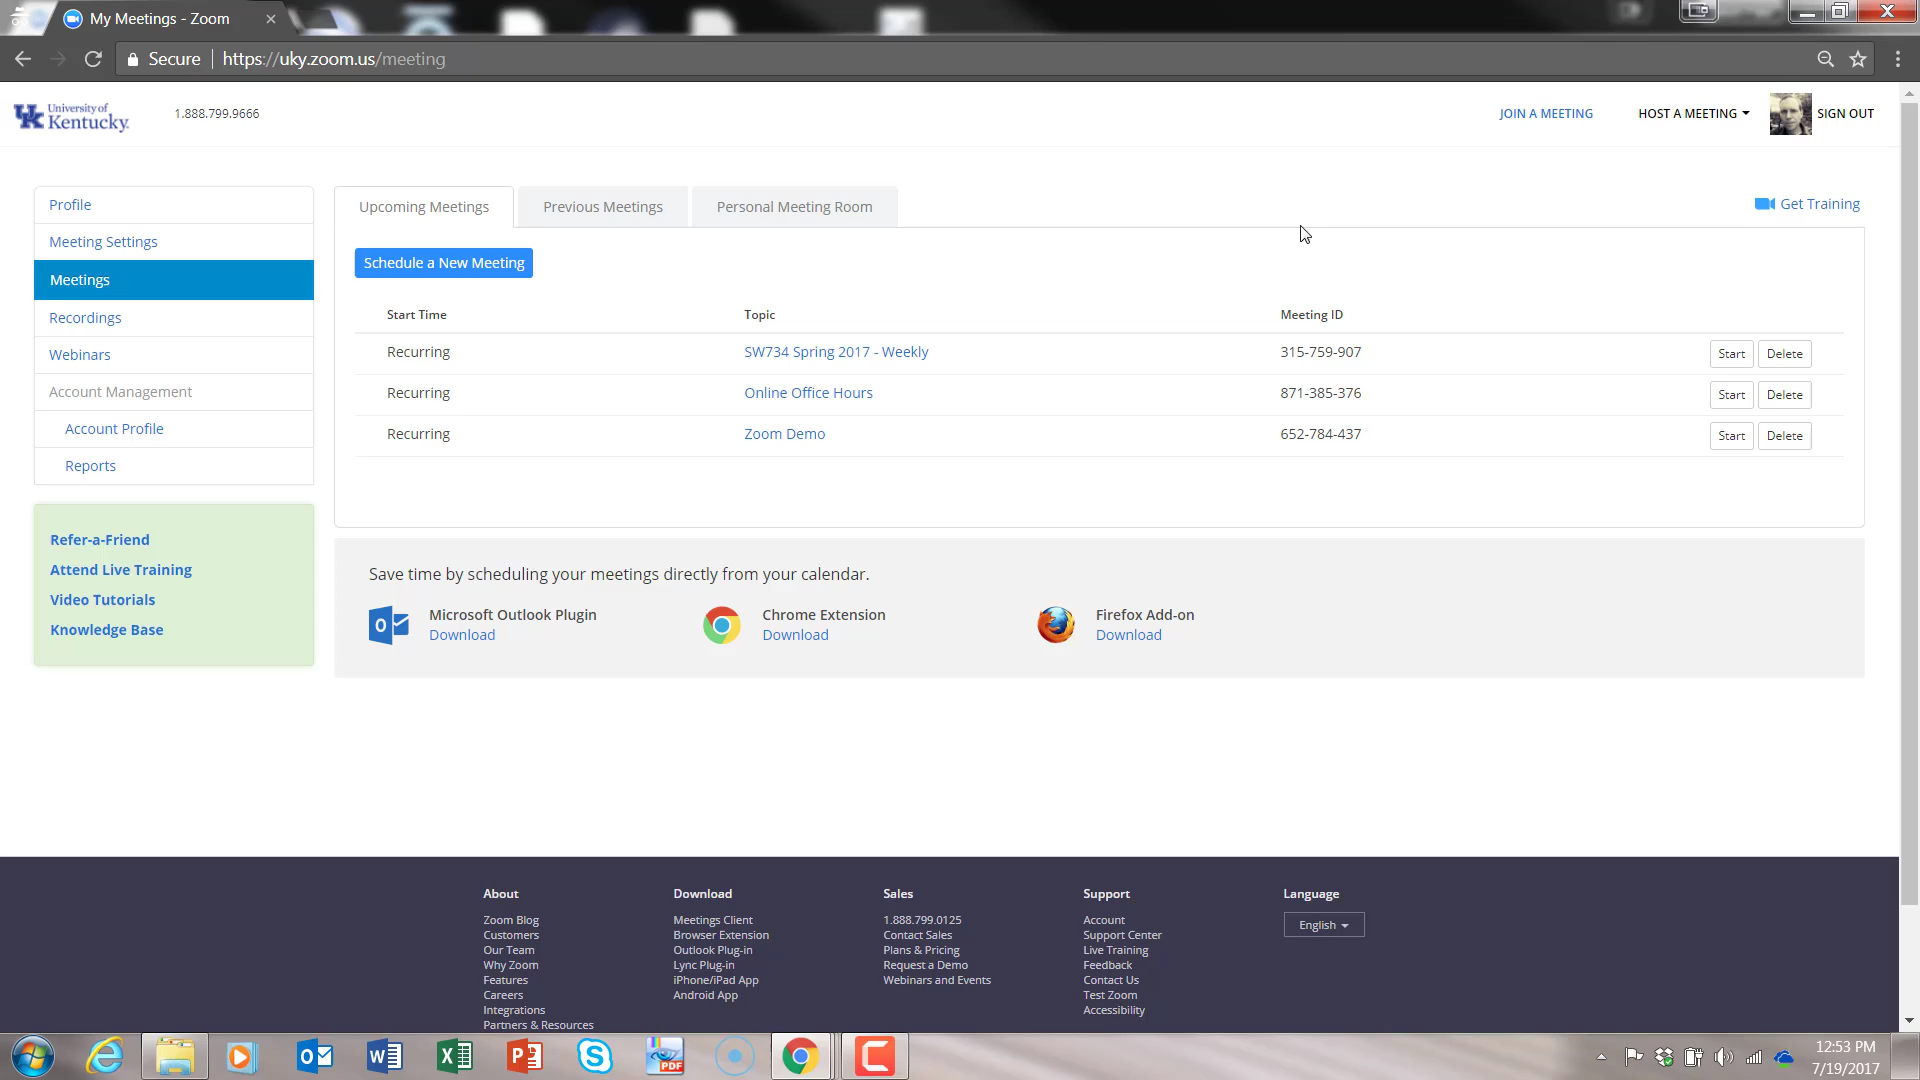 My Meetings - Zoom
Secure https://uky.zoom.us/meeting
UK University of Kentucky. 1.888.799.9666 JOIN A MEETING HOST A MEETING SIGN OUT
Profile
Meeting Settings
Meetings
Recordings
Webinars
Account Management
Account Profile
Reports
Refer-a-Friend
Attend Live Training
Video Tutorials
Knowledge Base
Upcoming Meetings Previous Meetings Personal Meeting Room Get Training
Schedule a New Meeting
Start Time Topic Meeting ID
Recurring SW734 Spring 2017 - Weekly 315-759-907 Start Delete
Recurring Online Office Hours 871-385-376 Start Delete
Recurring Zoom Demo 652-784-437 Start Delete
Save time by scheduling your meetings directly from your calendar.
Microsoft Outlook Plugin
Download
Chrome Extension
Download
Firefox Add-on
Download
About
Zoom Blog
Customers
Our Team
Why Zoom
Features
Careers
Integrations
Partners & Resources
Download
Meetings Client
Browser Extension
Outlook Plug-in
Lync Plug-in
iPhone/iPad App
Android App
Sales
1.888.799.0125
Contact Sales
Plans & Pricing
Request a Demo
Webinars and Events
Support
Account
Support Center
Live Training
Feedback
Contact Us
Test Zoom
Accessibility
Language
English
PDF
12:53 PM
7/19/2017